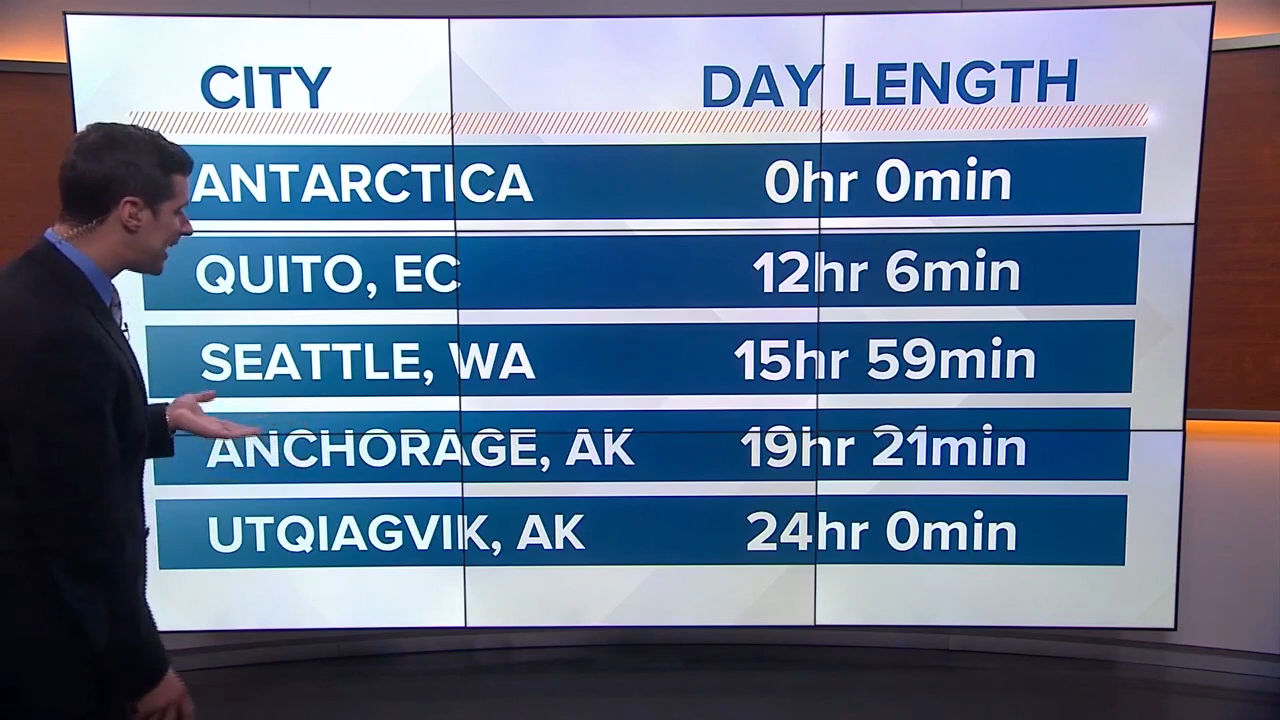 CITY DAY LENGTH
ANTARCTICA 0hr 0min
QUITO, EC 12hr 6min
SEATTLE, WA 15hr 59min
ANCHORAGE, AK 19hr 21min
UTQIAGVIK, AK 24hr 0min